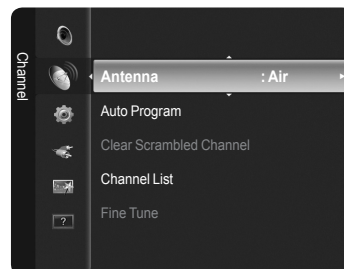 Channel
Antenna : Air
Auto Program
Clear Scrambled Channel
Channel List
Fine Tune
?